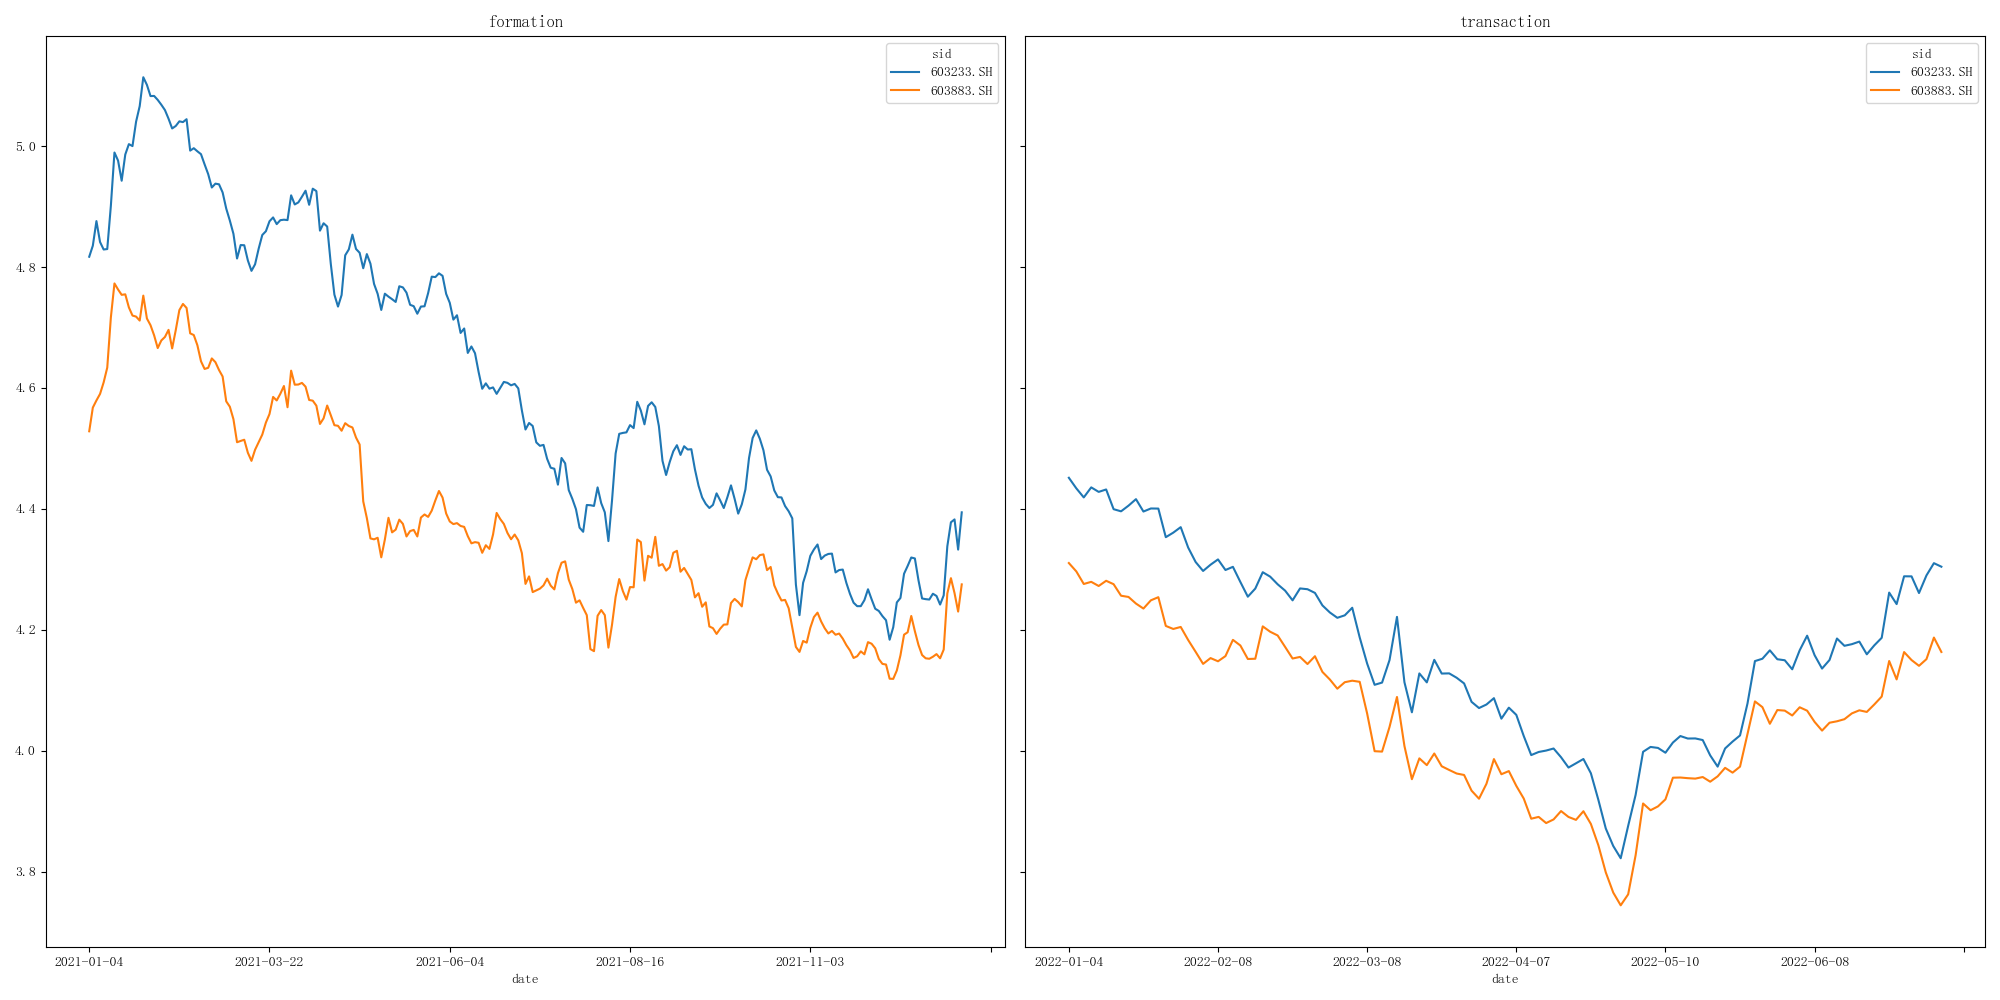 formation
sid
603233.SH
603883.SH
5.0
4.8
4.6
4.4
4.2
4.0
3.8
2021-01-04
2021-03-22
2021-06-04
2021-08-16
2021-11-03
date
transaction
sid
603233.SH
603883.SH
2022-01-04
2022-02-08
2022-03-08
2022-04-07
2022-05-10
2022-06-08
date